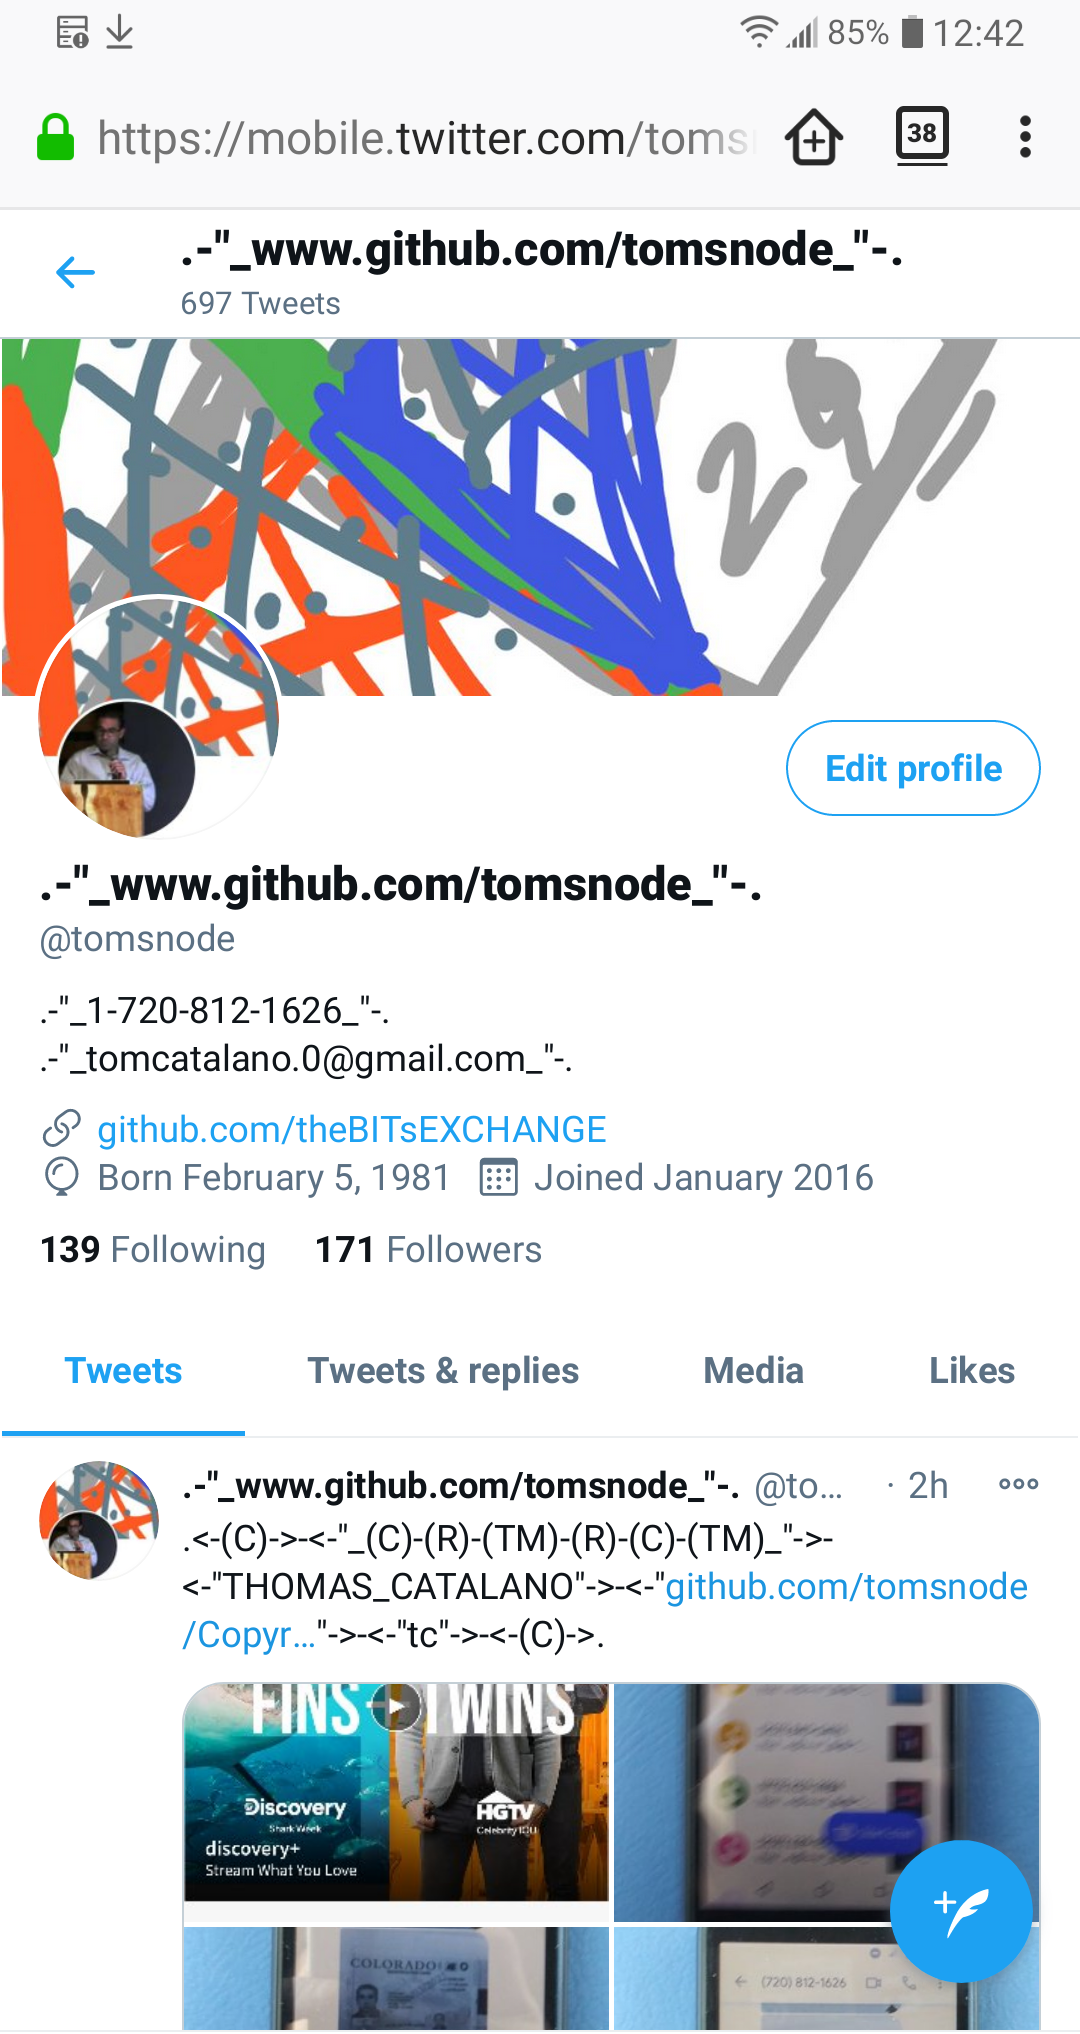 85% 12:42
https://mobile.twitter.com/toms
38
.-"_www.github.com/tomsnode_"-.
697 Tweets
29
Edit profile
.-"_www.github.com/tomsnode_"-.
@tomsnode
.-"_1-720-812-1626_"-.
.-"_tomcatalano.0@gmail.com_"-.
github.com/theBITsEXCHANGE
Born February 5, 1981 Joined January 2016
139 Following 171 Followers
Tweets Tweets & replies Media Likes
.-"_www.github.com/tomsnode_"-. @to... · 2h
.<-(C)->-<-"_(C)-(R)-(TM)-(R)-(C)-(TM)_"->-
<-"THOMAS_CATALANO"->-<-"github.com/tomsnode
/Copyr..."->-<-"tc"->-<-(C)->.
FINS TWINS
Discovery HGTV
Shark Week Celebrity IOU
discovery+
Stream What You Love
COLORADO
(720) 812-1626